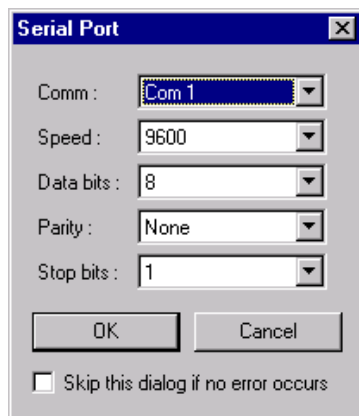 Serial Port
Comm : Com 1
Speed : 9600
Data bits : 8
Parity : None
Stop bits : 1
OK Cancel
Skip this dialog if no error occurs